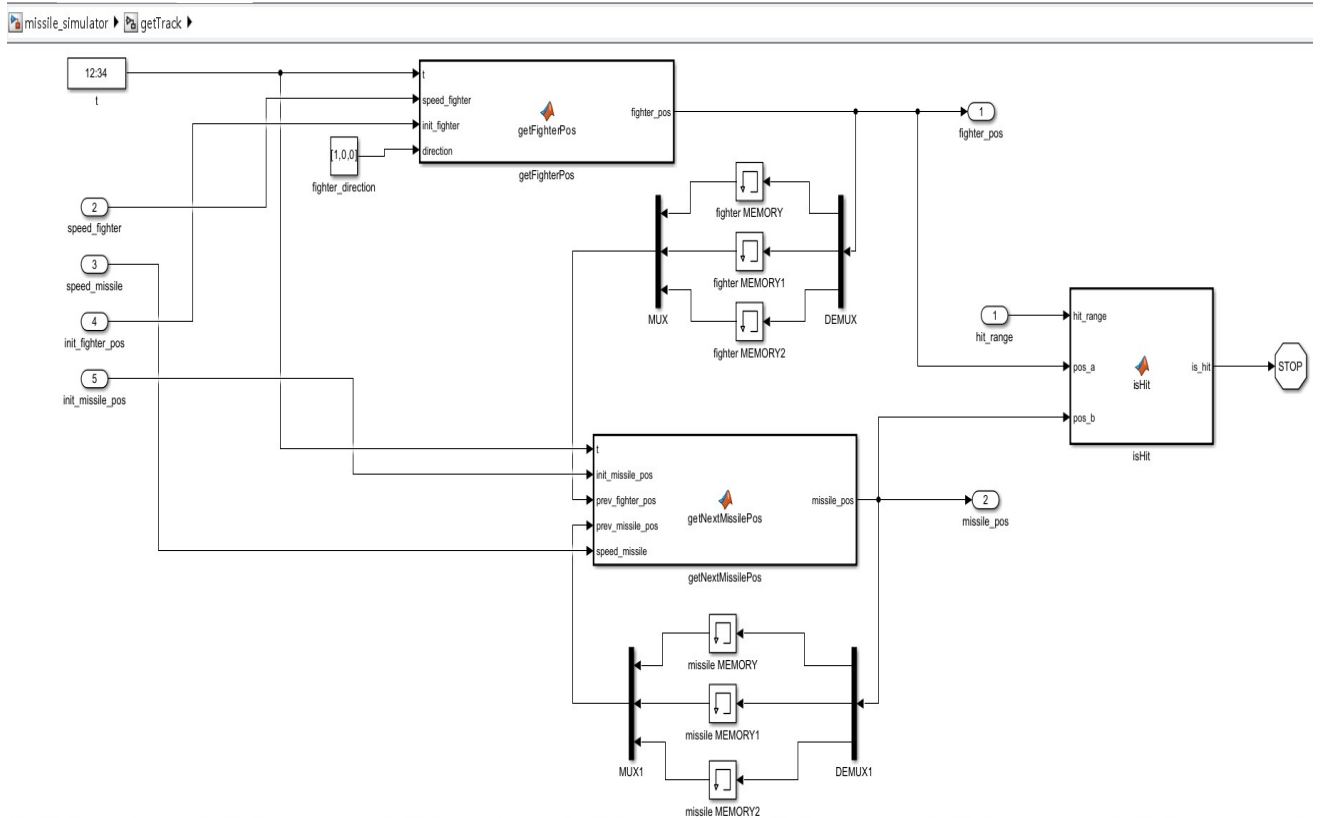 missile_simulator getTrack
12:34
t
t
speed_fighter
init_fighter
direction
getFighterPos
fighter_pos
getFighterPos
[1,0,0]
fighter_direction
1
fighter_pos
2
speed_fighter
3
speed_missile
4
init_fighter_pos
5
init_missile_pos
fighter MEMORY
fighter MEMORY1
fighter MEMORY2
MUX
DEMUX
1
hit_range
hit_range
pos_a
pos_b
isHit
is_hit
isHit
STOP
t
init_missile_pos
prev_fighter_pos
prev_missile_pos
speed_missile
getNextMissilePos
missile_pos
getNextMissilePos
2
missile_pos
missile MEMORY
missile MEMORY1
missile MEMORY2
MUX1
DEMUX1